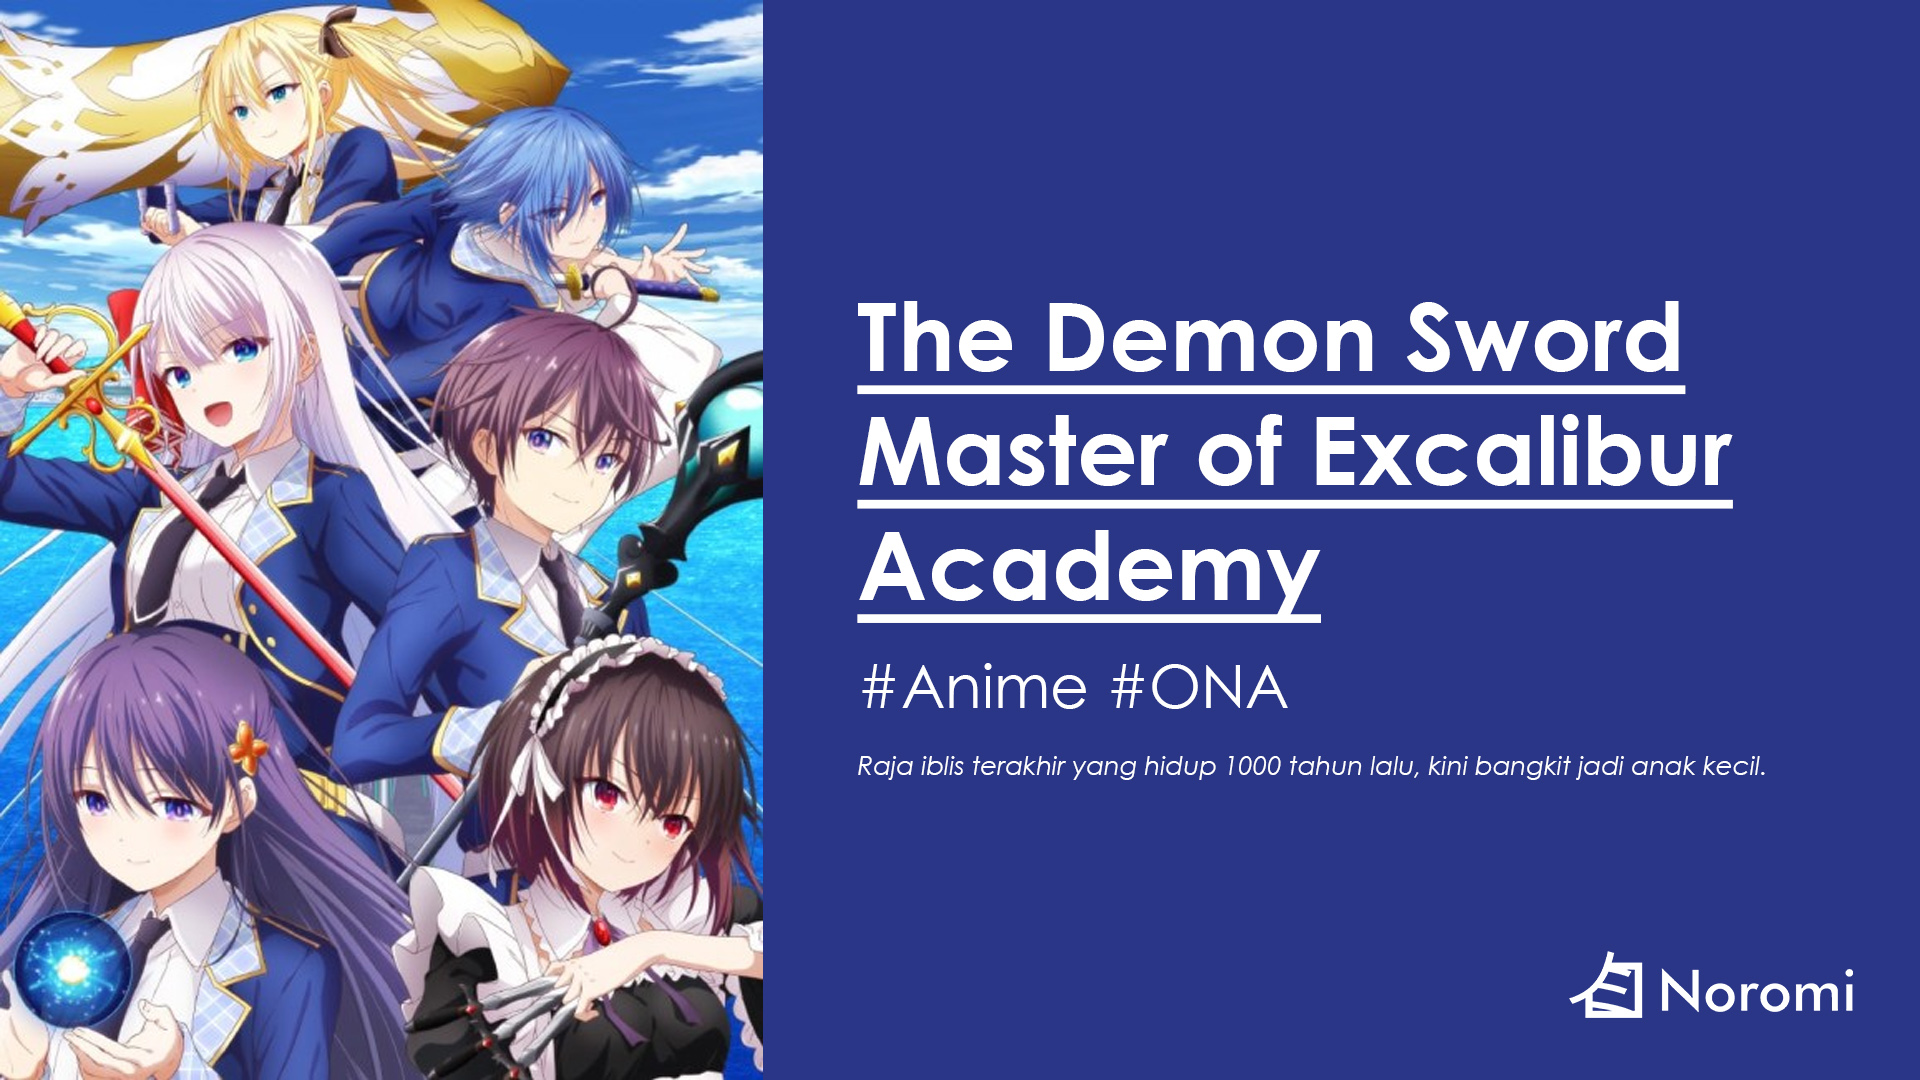 The Demon Sword
Master of Excalibur
Academy
#Anime #ONA
Raja iblis terakhir yang hidup 1000 tahun lalu, kini bangkit jadi anak kecil.
Noromi